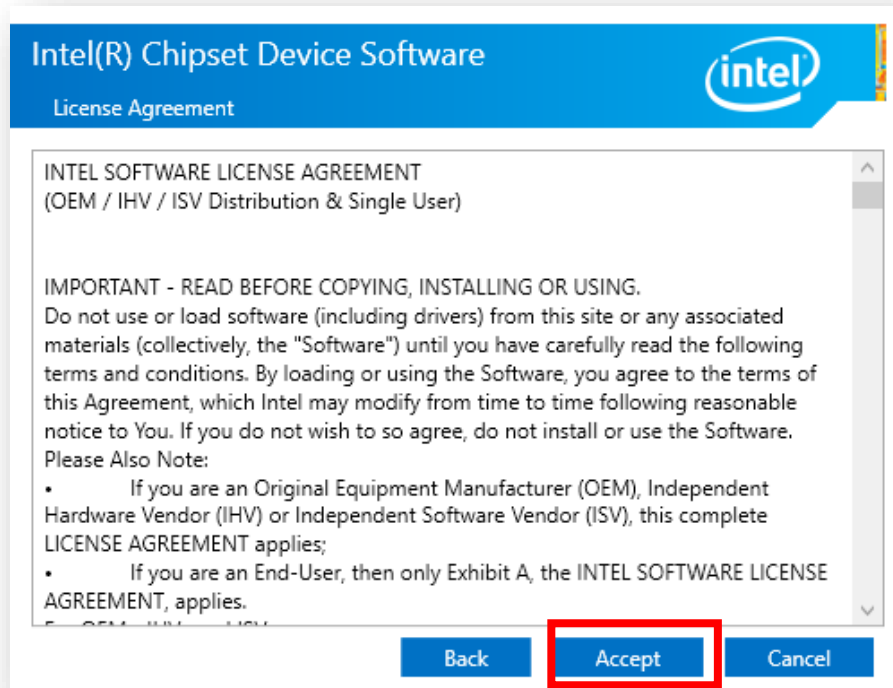 Intel(R) Chipset Device Software
intel
License Agreement
INTEL SOFTWARE LICENSE AGREEMENT
(OEM / IHV / ISV Distribution & Single User)
IMPORTANT - READ BEFORE COPYING, INSTALLING OR USING.
Do not use or load software (including drivers) from this site or any associated
materials (collectively, the "Software") until you have carefully read the following
terms and conditions. By loading or using the Software, you agree to the terms of
this Agreement, which Intel may modify from time to time following reasonable
notice to You. If you do not wish to so agree, do not install or use the Software.
Please Also Note:
• If you are an Original Equipment Manufacturer (OEM), Independent
Hardware Vendor (IHV) or Independent Software Vendor (ISV), this complete
LICENSE AGREEMENT applies;
• If you are an End-User, then only Exhibit A, the INTEL SOFTWARE LICENSE
AGREEMENT, applies.
Back Accept Cancel